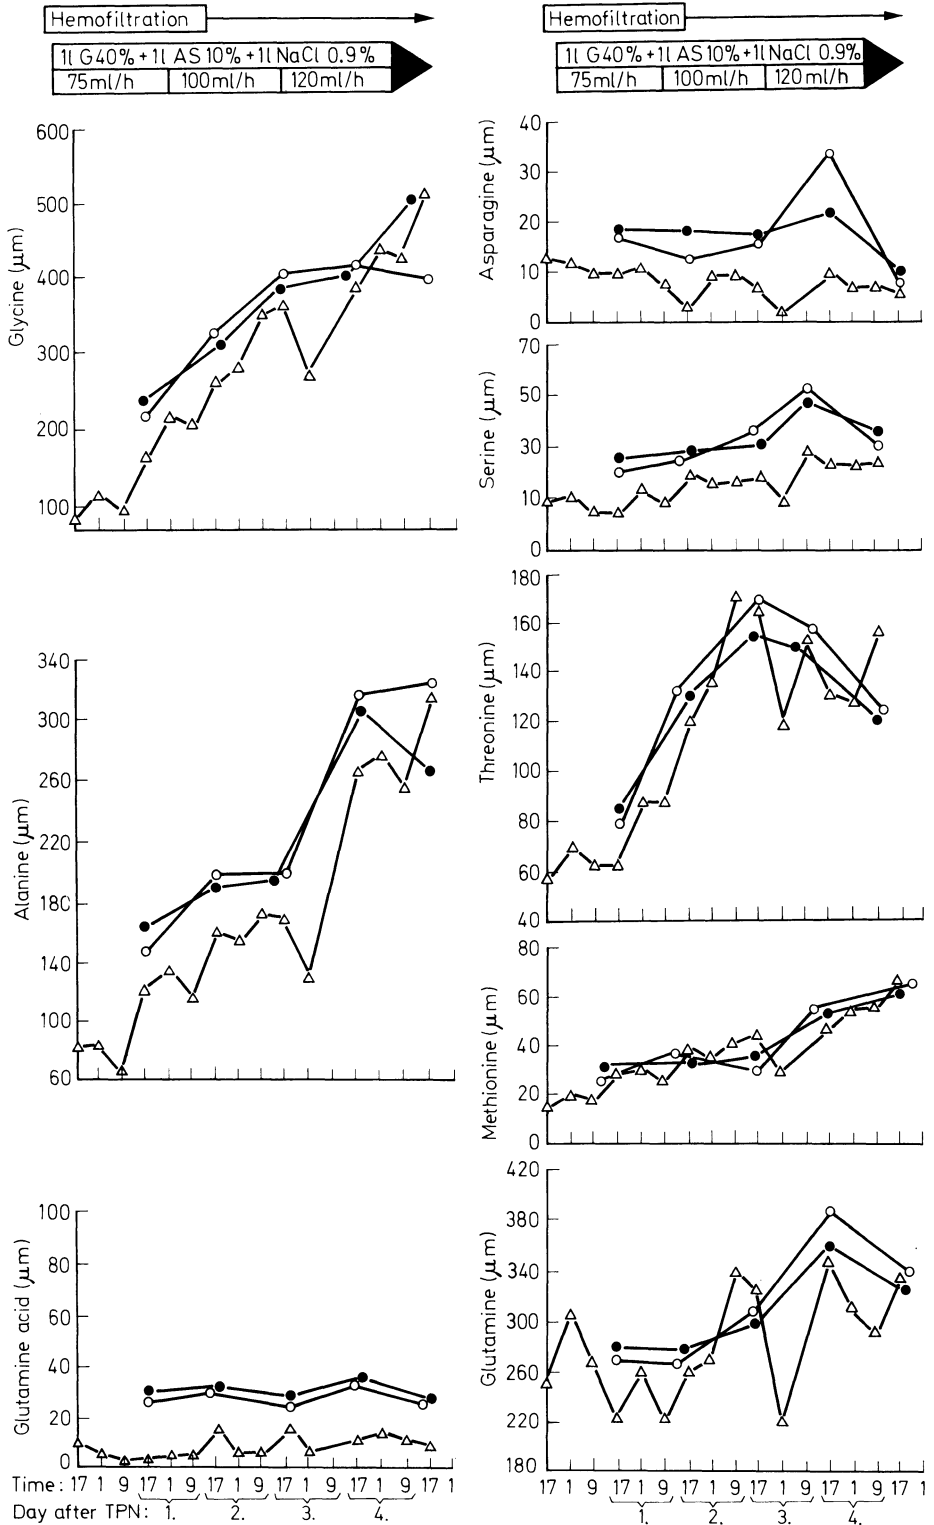 Hemofiltration
1l G40% + 1l AS 10% + 1l NaCl 0.9%
75ml/h 100ml/h 120ml/h
Glycine (μm)
600
500
400
300
200
100
Alanine (μm)
340
300
260
220
180
140
100
60
Glutamine acid (μm)
100
80
60
40
20
0
Time: 17 1 9 17 1 9 17 1 9 17 1 9 17 1 9 17 1
Day after TPN: 1. 2. 3. 4.
Hemofiltration
1l G40% + 1l AS 10% + 1l NaCl 0.9%
75ml/h 100ml/h 120ml/h
Asparagine (μm)
40
30
20
10
0
Serine (μm)
70
50
30
10
0
Threonine (μm)
180
160
140
120
100
80
60
40
Methionine (μm)
80
60
40
20
0
Glutamine (μm)
420
380
340
300
260
220
180
17 1 9 17 1 9 17 1 9 17 1 9 17 1 9 17 1
1. 2. 3. 4.